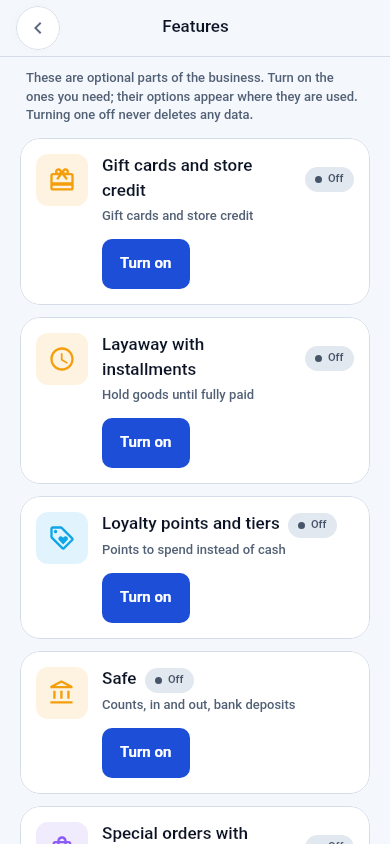 Features
These are optional parts of the business. Turn on the
ones you need; their options appear where they are used.
Turning one off never deletes any data.
Gift cards and store
credit
Off
Gift cards and store credit
Turn on
Layaway with
installments
Off
Hold goods until fully paid
Turn on
Loyalty points and tiers
Off
Points to spend instead of cash
Turn on
Safe
Off
Counts, in and out, bank deposits
Turn on
Special orders with